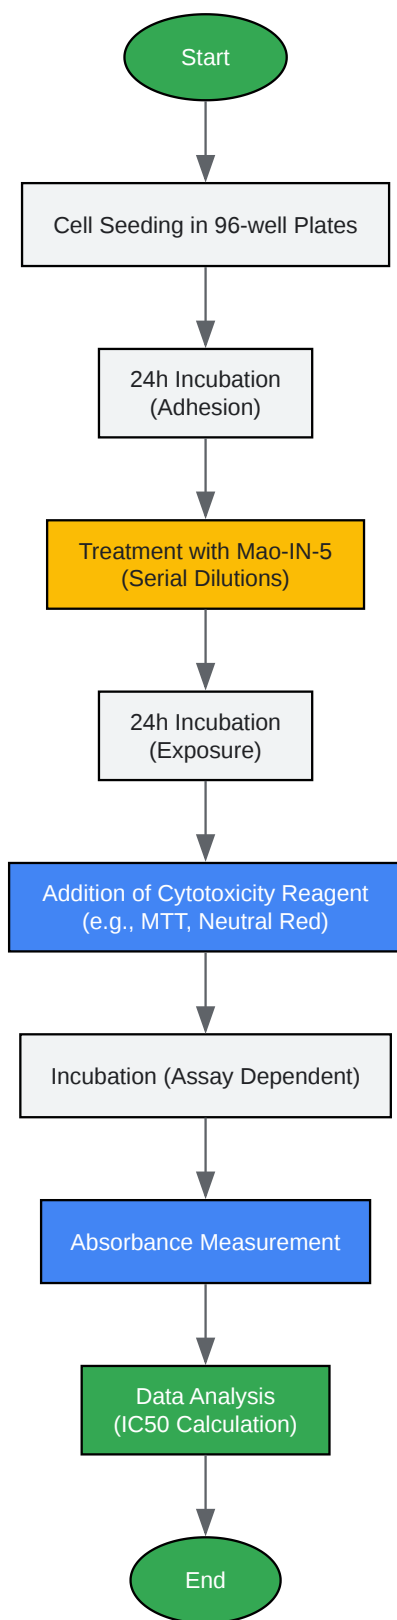 Start
Cell Seeding in 96-well Plates
24h Incubation
(Adhesion)
Treatment with Mao-IN-5
(Serial Dilutions)
24h Incubation
(Exposure)
Addition of Cytotoxicity Reagent
(e.g., MTT, Neutral Red)
Incubation (Assay Dependent)
Absorbance Measurement
Data Analysis
(IC50 Calculation)
End